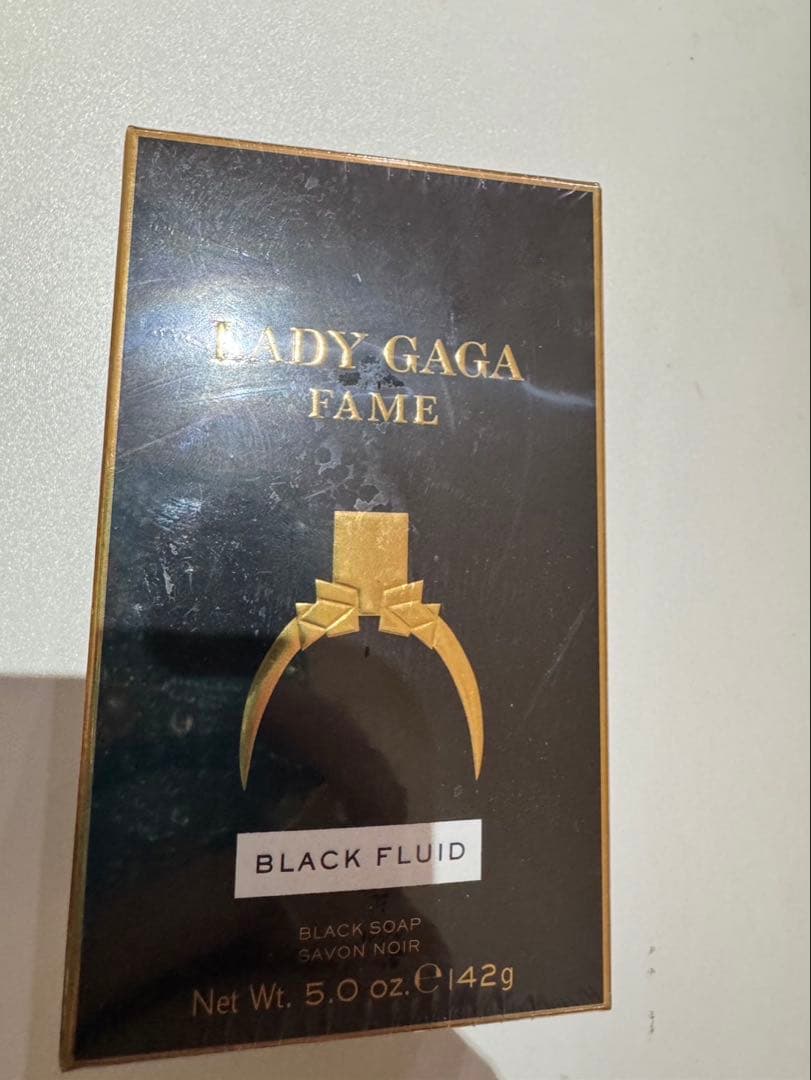 LADY GAGA
FAME
BLACK FLUID
BLACK SOAP
SAVON NOIR
Net Wt. 5.0 oz. ℮ 142g